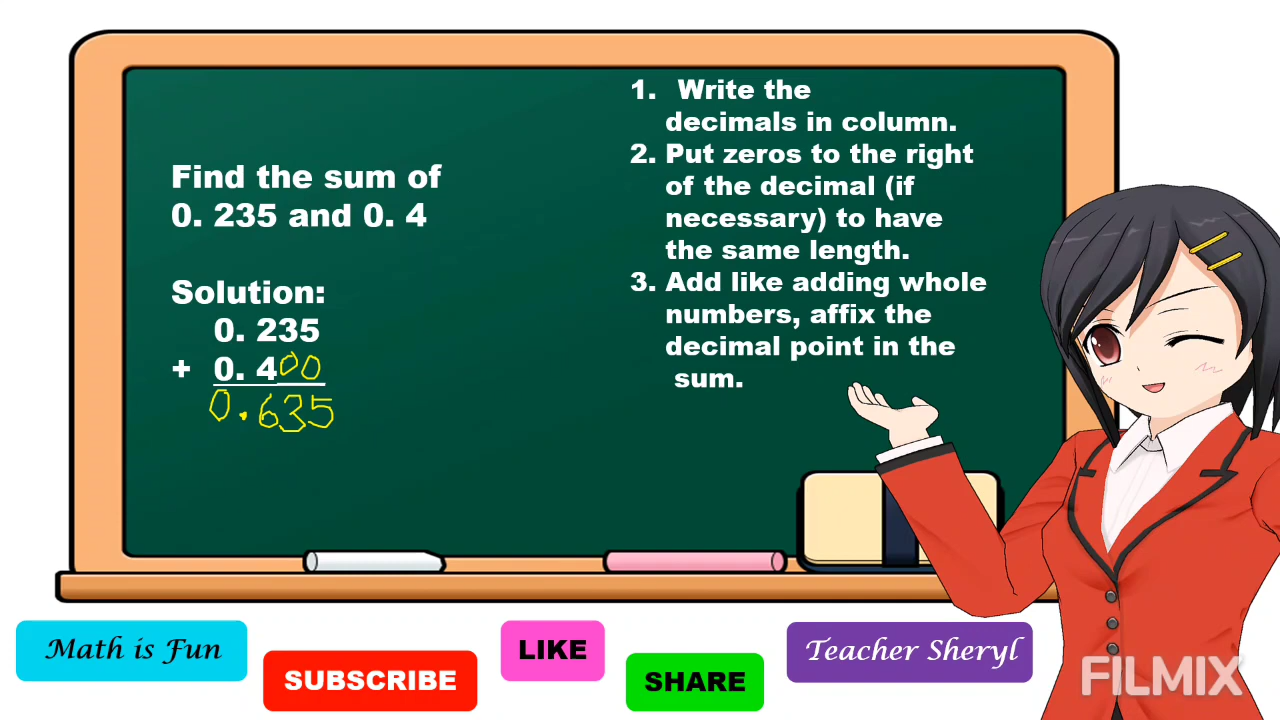 Find the sum of
0. 235 and 0. 4
Solution:
0. 235
+ 0. 400
0.635
1. Write the
decimals in column.
2. Put zeros to the right
of the decimal (if
necessary) to have
the same length.
3. Add like adding whole
numbers, affix the
decimal point in the
sum.
Math is Fun
SUBSCRIBE
LIKE
SHARE
Teacher Sheryl
FILMIX